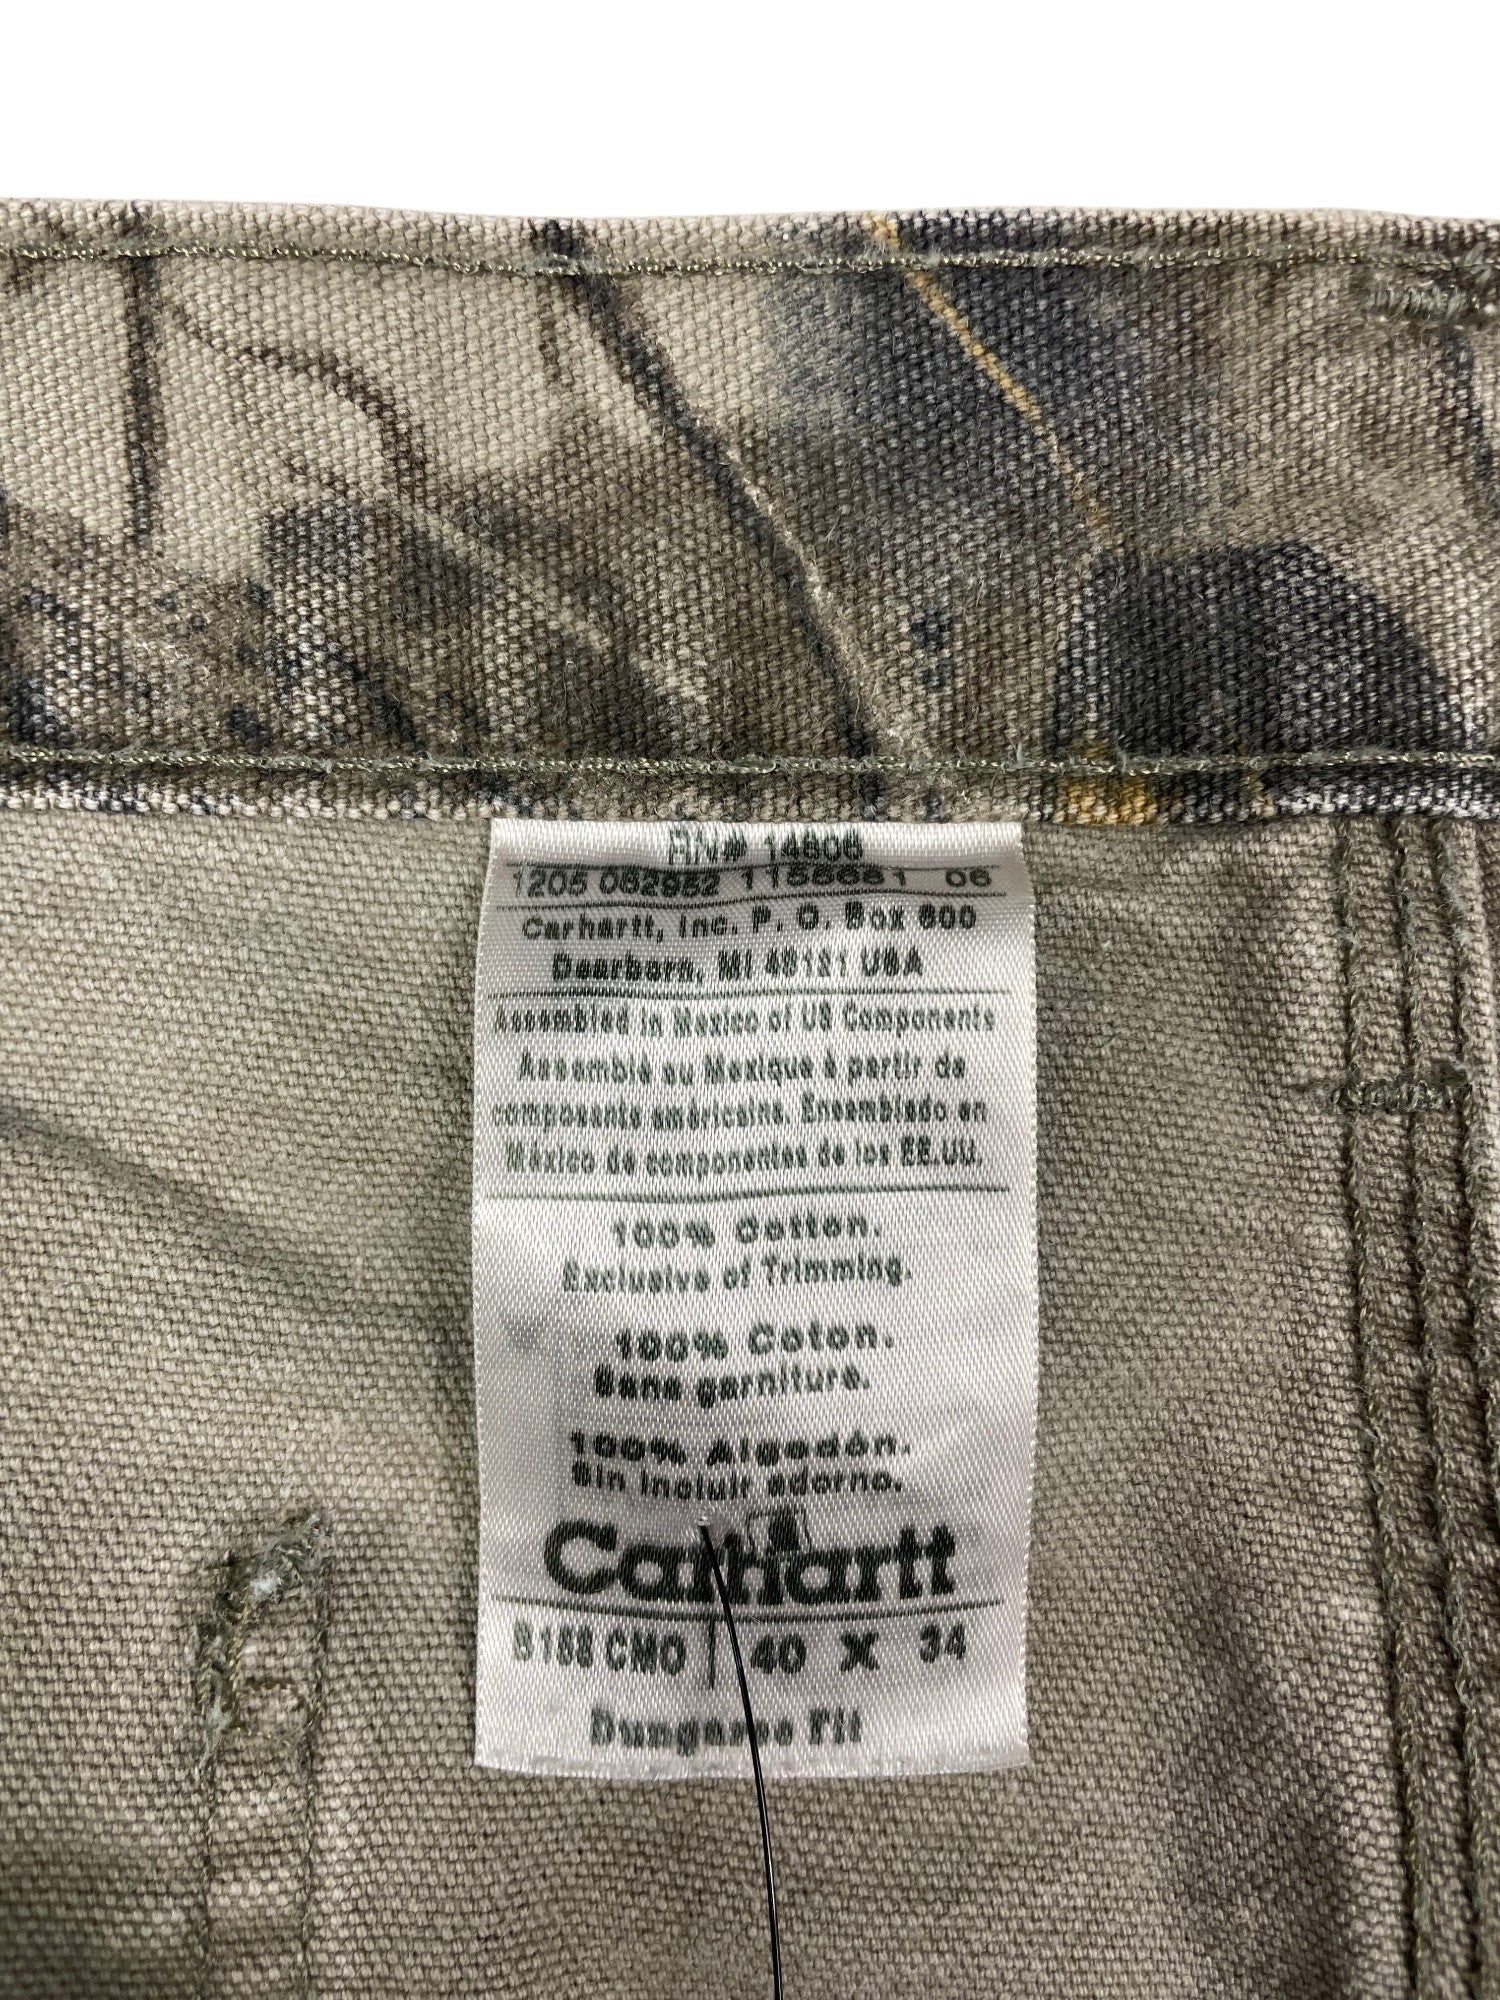 RN# 14806
1205 062952 1156681 06
Carhartt, Inc. P. O. Box 600
Dearborn, MI 48121 USA
Assembled in Mexico of US Components
Assemblé au Mexique à partir de
composants américains. Ensamblado en
México de componentes de los EE.UU.
100% Cotton.
Exclusive of Trimming.
100% Coton.
Sans garniture.
100% Algodón.
Sin incluir adorno.
Carhartt
B158 CMO 40 X 34
Dungaree Fit